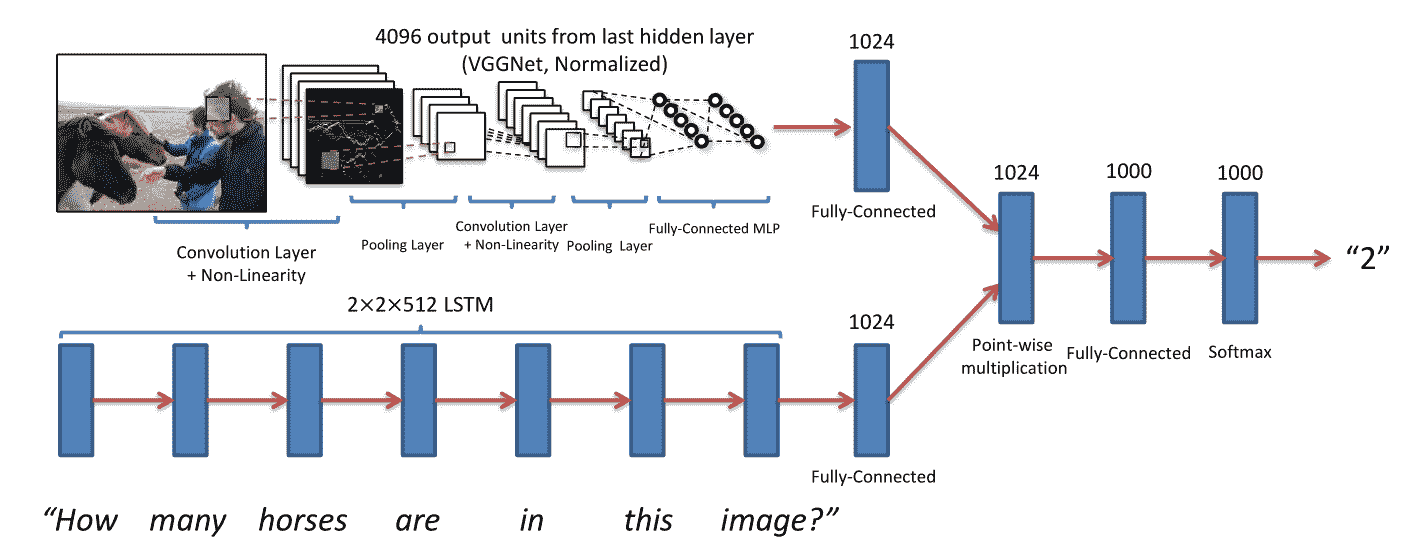 4096 output units from last hidden layer
(VGGNet, Normalized)
Convolution Layer
+ Non-Linearity
Pooling Layer
Convolution Layer
+ Non-Linearity
Pooling Layer
Fully-Connected MLP
1024
Fully-Connected
2×2×512 LSTM
1024
Fully-Connected
"How many horses are in this image?"
1024
Point-wise
multiplication
1000
Fully-Connected
1000
Softmax
"2"